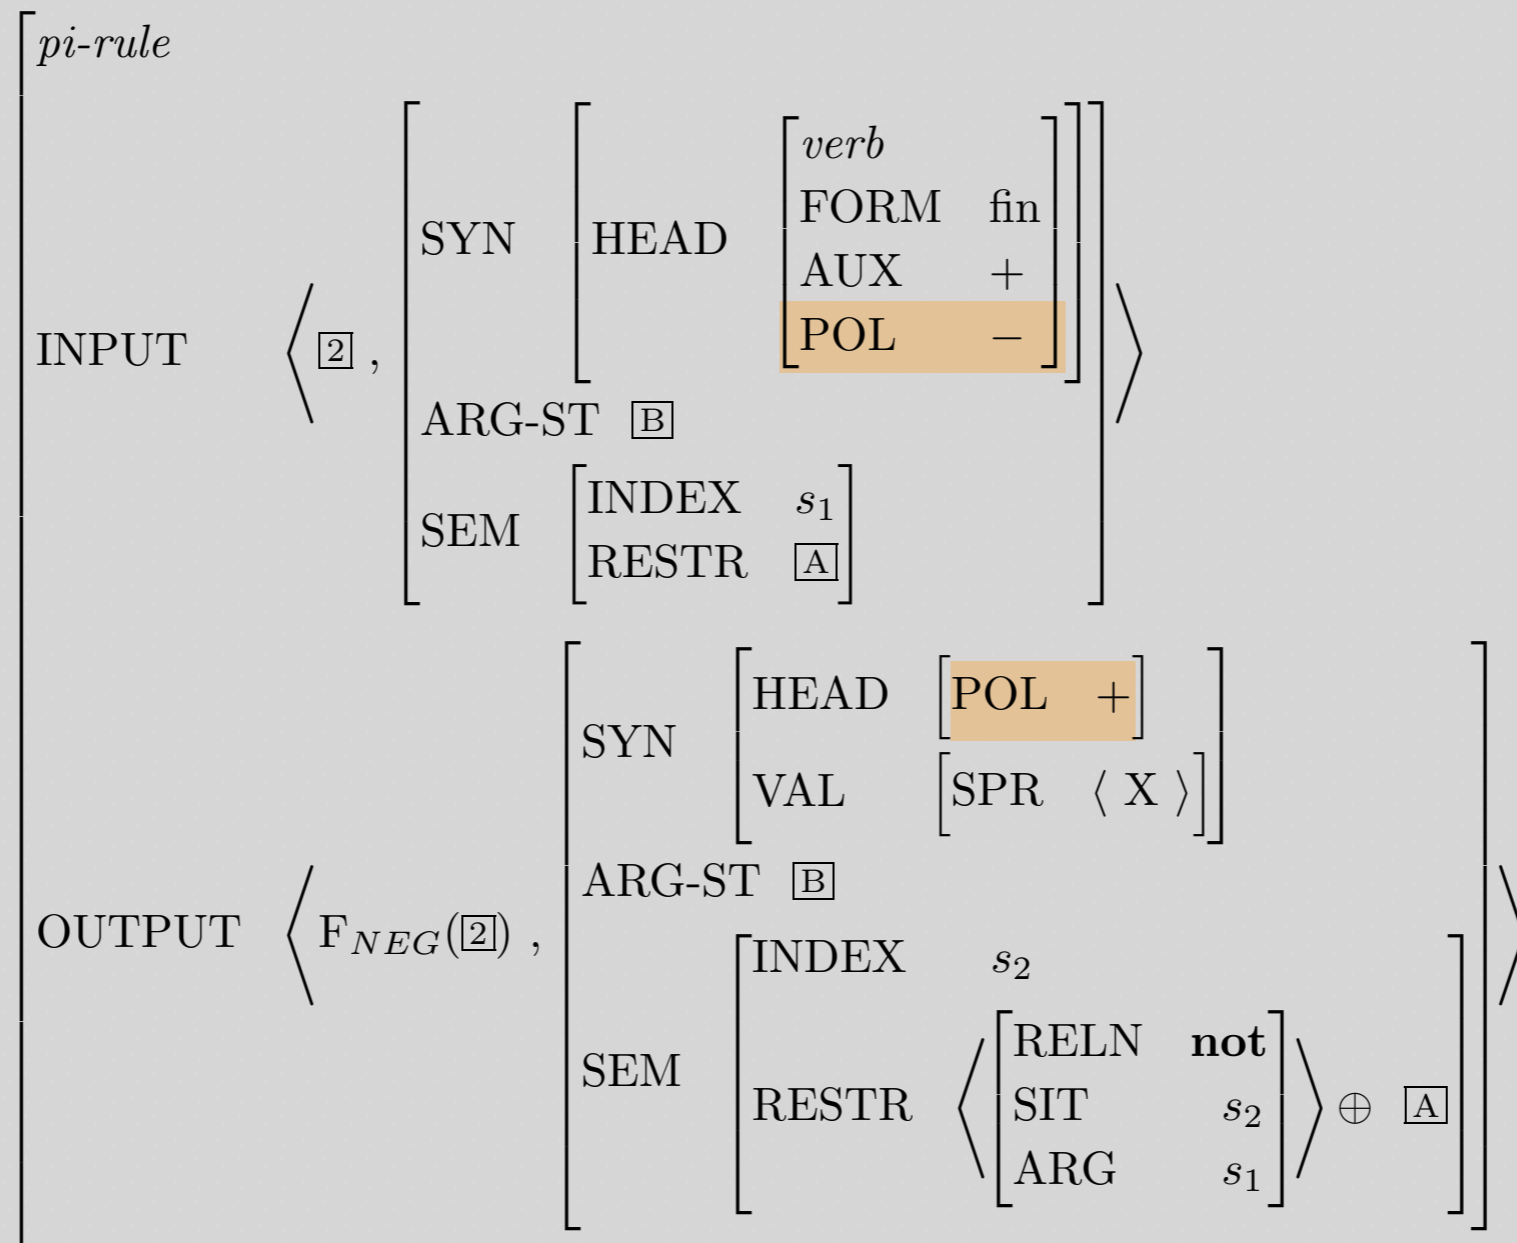 pi-rule
verb
FORM fin
SYN HEAD AUX +
POL −
INPUT ⟨ 2 , ⟩
ARG-ST B
INDEX s1
SEM
RESTR A
HEAD POL +
SYN
VAL SPR ⟨ X ⟩
ARG-ST B
OUTPUT ⟨ F_NEG(2) , ⟩
INDEX s2
RELN not
SEM
RESTR ⟨ SIT s2 ⟩ ⊕ A
ARG s1